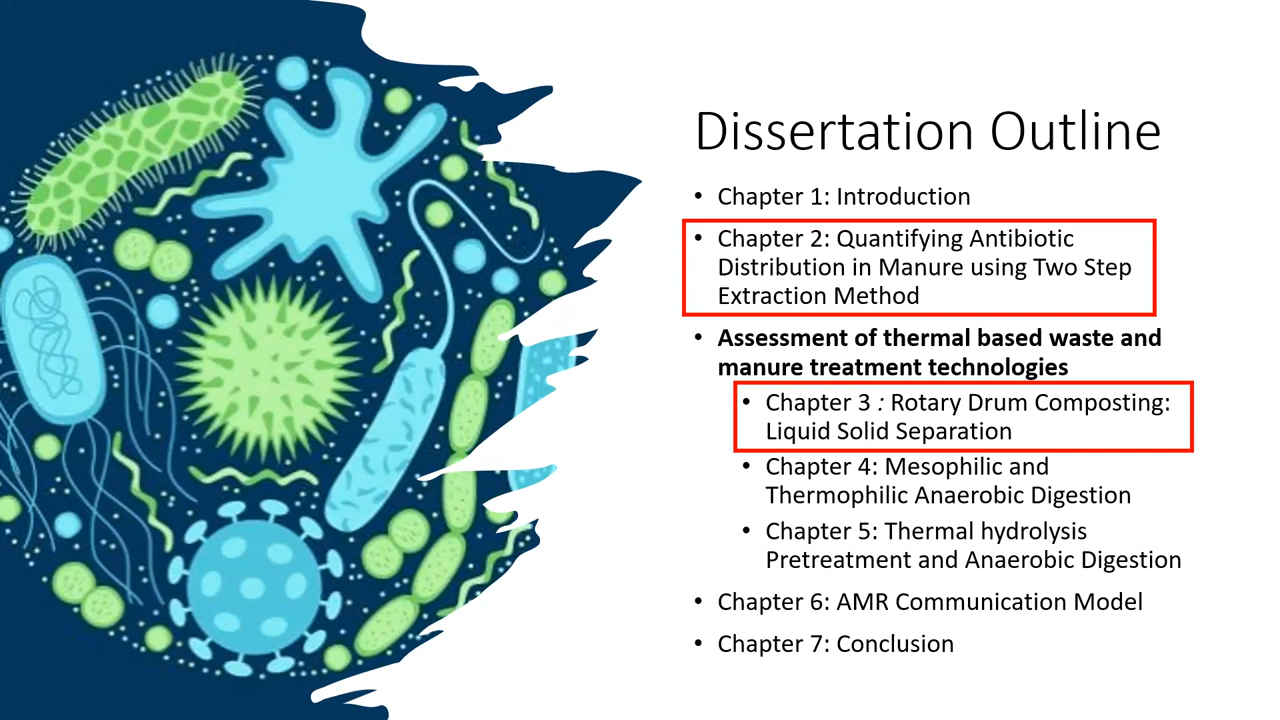 Dissertation Outline
• Chapter 1: Introduction
• Chapter 2: Quantifying Antibiotic
Distribution in Manure using Two Step
Extraction Method
• Assessment of thermal based waste and
manure treatment technologies
• Chapter 3 : Rotary Drum Composting:
Liquid Solid Separation
• Chapter 4: Mesophilic and
Thermophilic Anaerobic Digestion
• Chapter 5: Thermal hydrolysis
Pretreatment and Anaerobic Digestion
• Chapter 6: AMR Communication Model
• Chapter 7: Conclusion